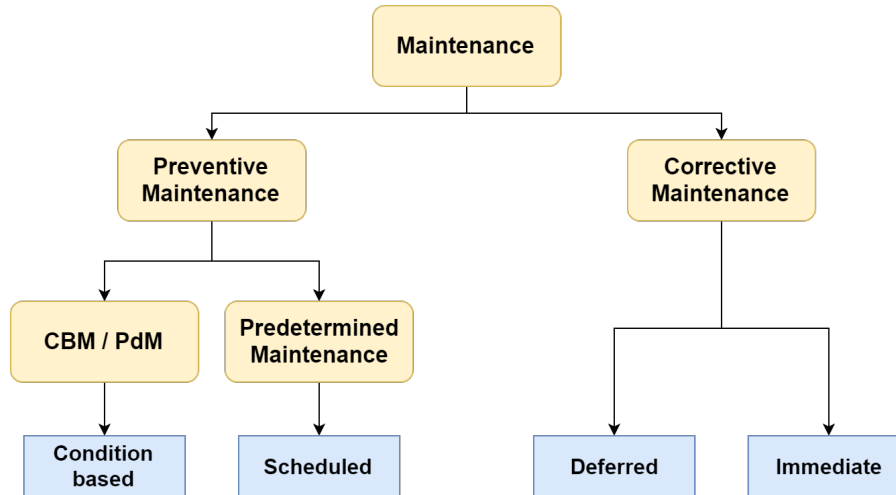 Maintenance
Preventive
Maintenance
Corrective
Maintenance
CBM / PdM
Predetermined
Maintenance
Condition
based
Scheduled
Deferred
Immediate